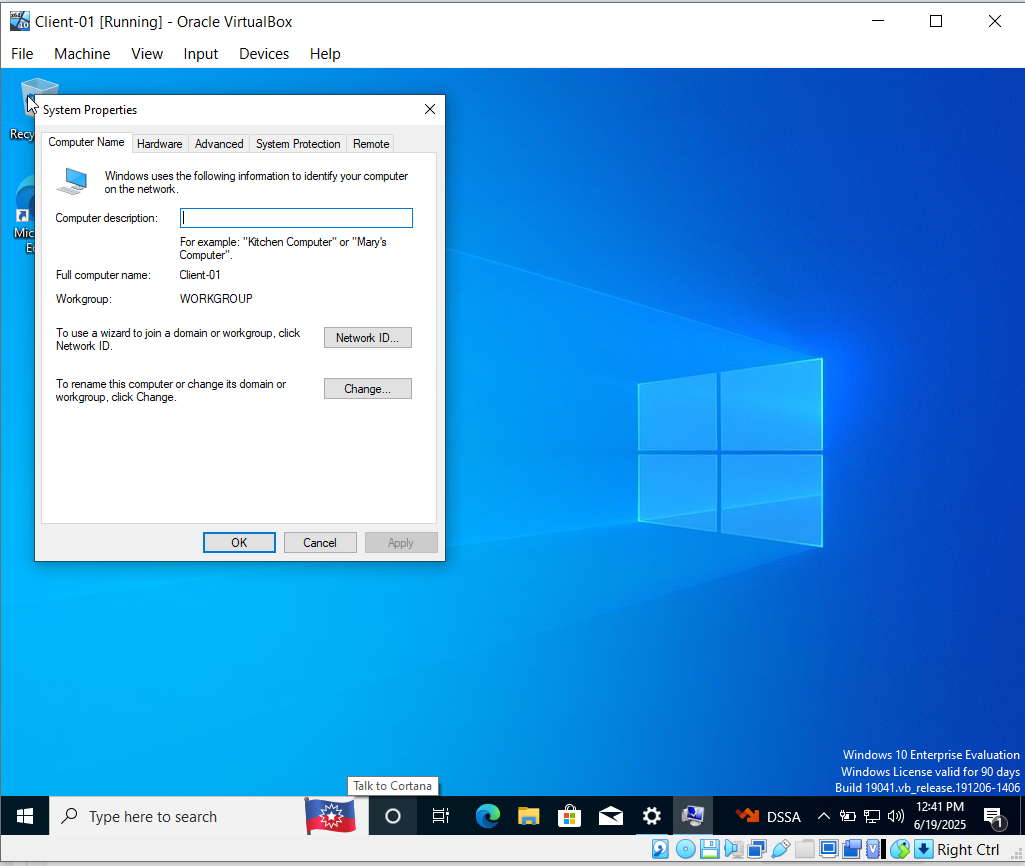 Client-01 [Running] - Oracle VirtualBox
File Machine View Input Devices Help
Recy
System Properties
Computer Name Hardware Advanced System Protection Remote
Windows uses the following information to identify your computer
on the network.
Computer description:
For example: "Kitchen Computer" or "Mary's
Computer".
Full computer name: Client-01
Workgroup: WORKGROUP
To use a wizard to join a domain or workgroup, click
Network ID.
Network ID...
To rename this computer or change its domain or
workgroup, click Change.
Change...
OK Cancel Apply
Mic
E
Windows 10 Enterprise Evaluation
Windows License valid for 90 days
Build 19041.vb_release.191206-1406
Talk to Cortana
Type here to search
DSSA
12:41 PM
6/19/2025
1
Right Ctrl